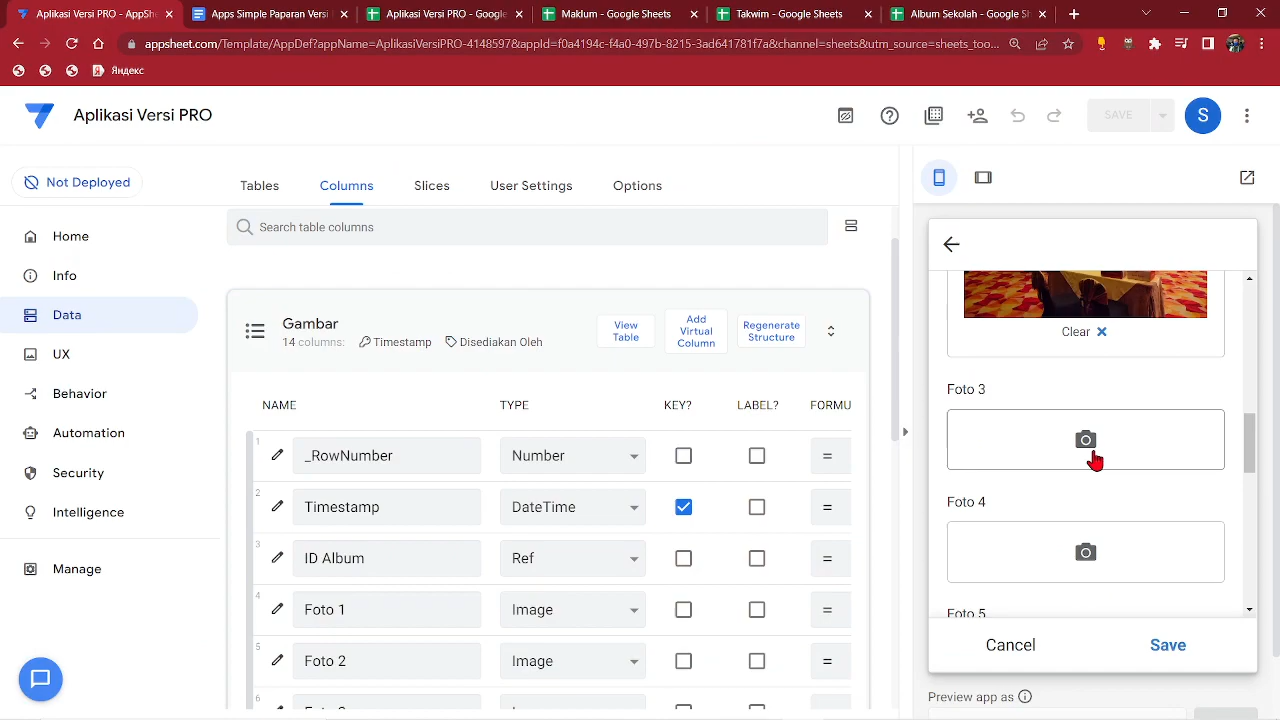 Aplikasi Versi PRO - AppShe
Apps Simple Paparan Versi
Aplikasi Versi PRO - Google
Maklum - Google Sheets
Takwim - Google Sheets
Album Sekolah - Google Sh
appsheet.com/Template/AppDef?appName=AplikasiVersiPRO-4148597&appId=f0a4194c-f4a0-497b-8215-3ad641781f7a&channel=sheets&utm_source=sheets_too...
Яндекс
Aplikasi Versi PRO
SAVE
S
Not Deployed
Tables
Columns
Slices
User Settings
Options
Home
Info
Data
UX
Behavior
Automation
Security
Intelligence
Manage
Search table columns
Gambar
14 columns: Timestamp Disediakan Oleh
View Table
Add Virtual Column
Regenerate Structure
NAME TYPE KEY? LABEL? FORMU
1 _RowNumber Number =
2 Timestamp DateTime =
3 ID Album Ref =
4 Foto 1 Image =
5 Foto 2 Image =
6
Clear
Foto 3
Foto 4
Foto 5
Cancel
Save
Preview app as